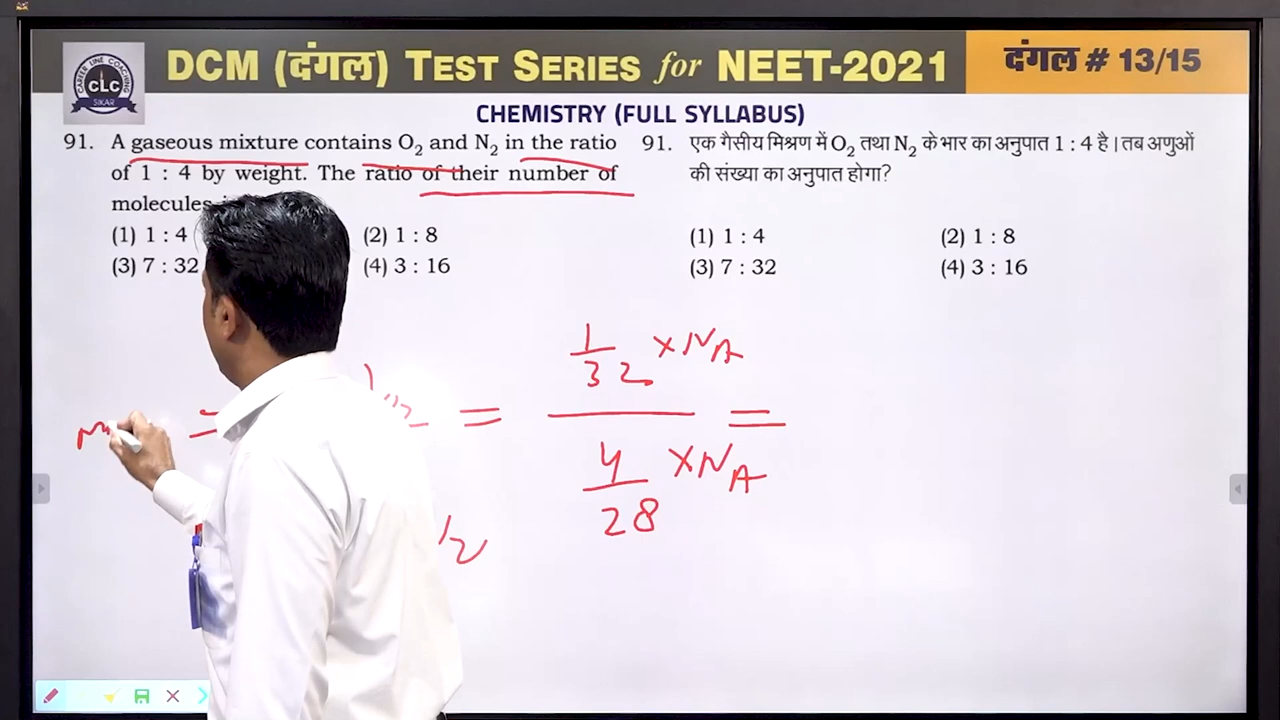 DCM (दंगल) TEST SERIES for NEET-2021
दंगल # 13/15
CAREER LINE COACHING
CLC
SIKAR
CHEMISTRY (FULL SYLLABUS)
91. A gaseous mixture contains O₂ and N₂ in the ratio
of 1 : 4 by weight. The ratio of their number of
molecules
(1) 1 : 4 (2) 1 : 8
(3) 7 : 32 (4) 3 : 16
91. एक गैसीय मिश्रण में O₂ तथा N₂ के भार का अनुपात 1 : 4 है। तब अणुओं
की संख्या का अनुपात होगा?
(1) 1 : 4 (2) 1 : 8
(3) 7 : 32 (4) 3 : 16
1/32 × NA
= =
4/28 × NA